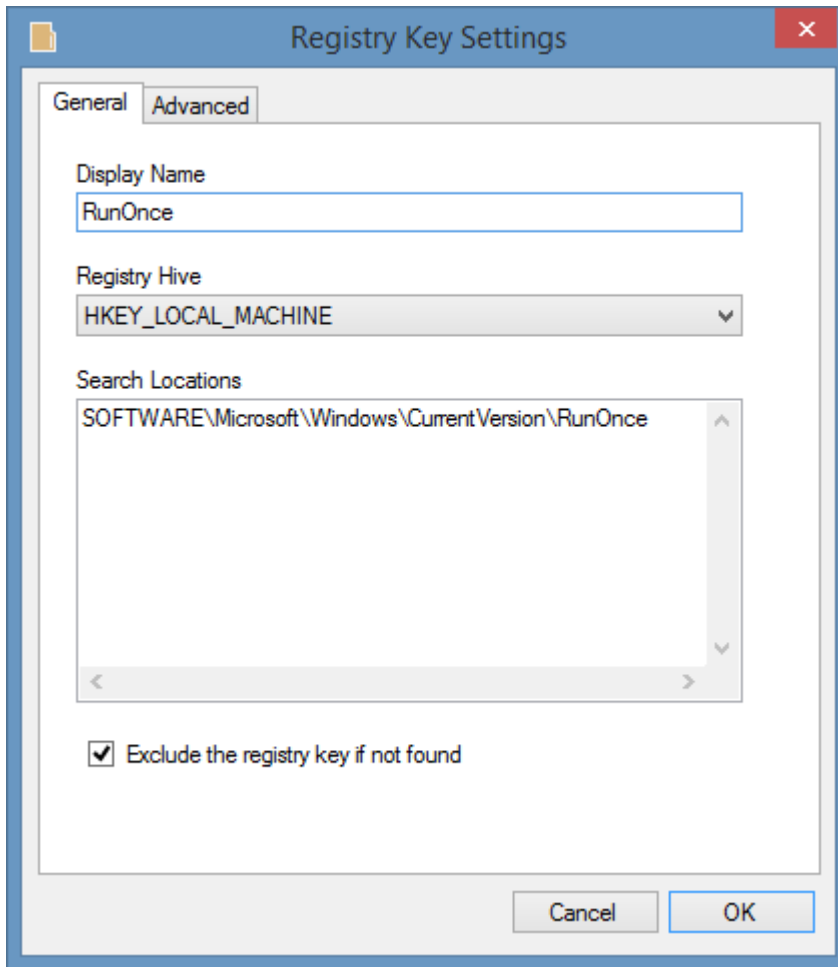 Registry Key Settings
General
Advanced
Display Name
RunOnce
Registry Hive
HKEY_LOCAL_MACHINE
Search Locations
SOFTWARE\Microsoft\Windows\CurrentVersion\RunOnce
Exclude the registry key if not found
Cancel
OK